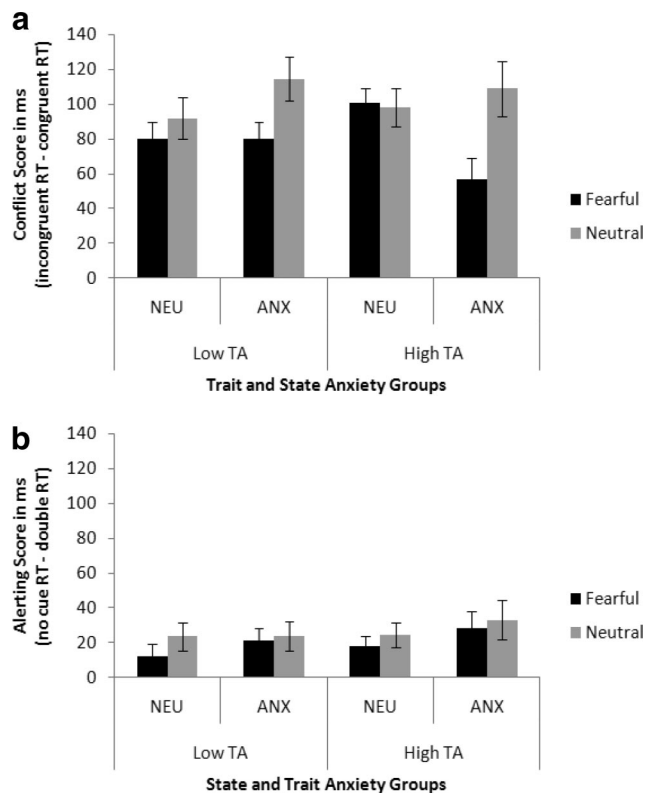 a
Conflict Score in ms
(incongruent RT - congruent RT)
140
120
100
80
60
40
20
0
NEU ANX NEU ANX
Low TA High TA
Trait and State Anxiety Groups
Fearful
Neutral
b
Alerting Score in ms
(no cue RT - double RT)
140
120
100
80
60
40
20
0
NEU ANX NEU ANX
Low TA High TA
State and Trait Anxiety Groups
Fearful
Neutral